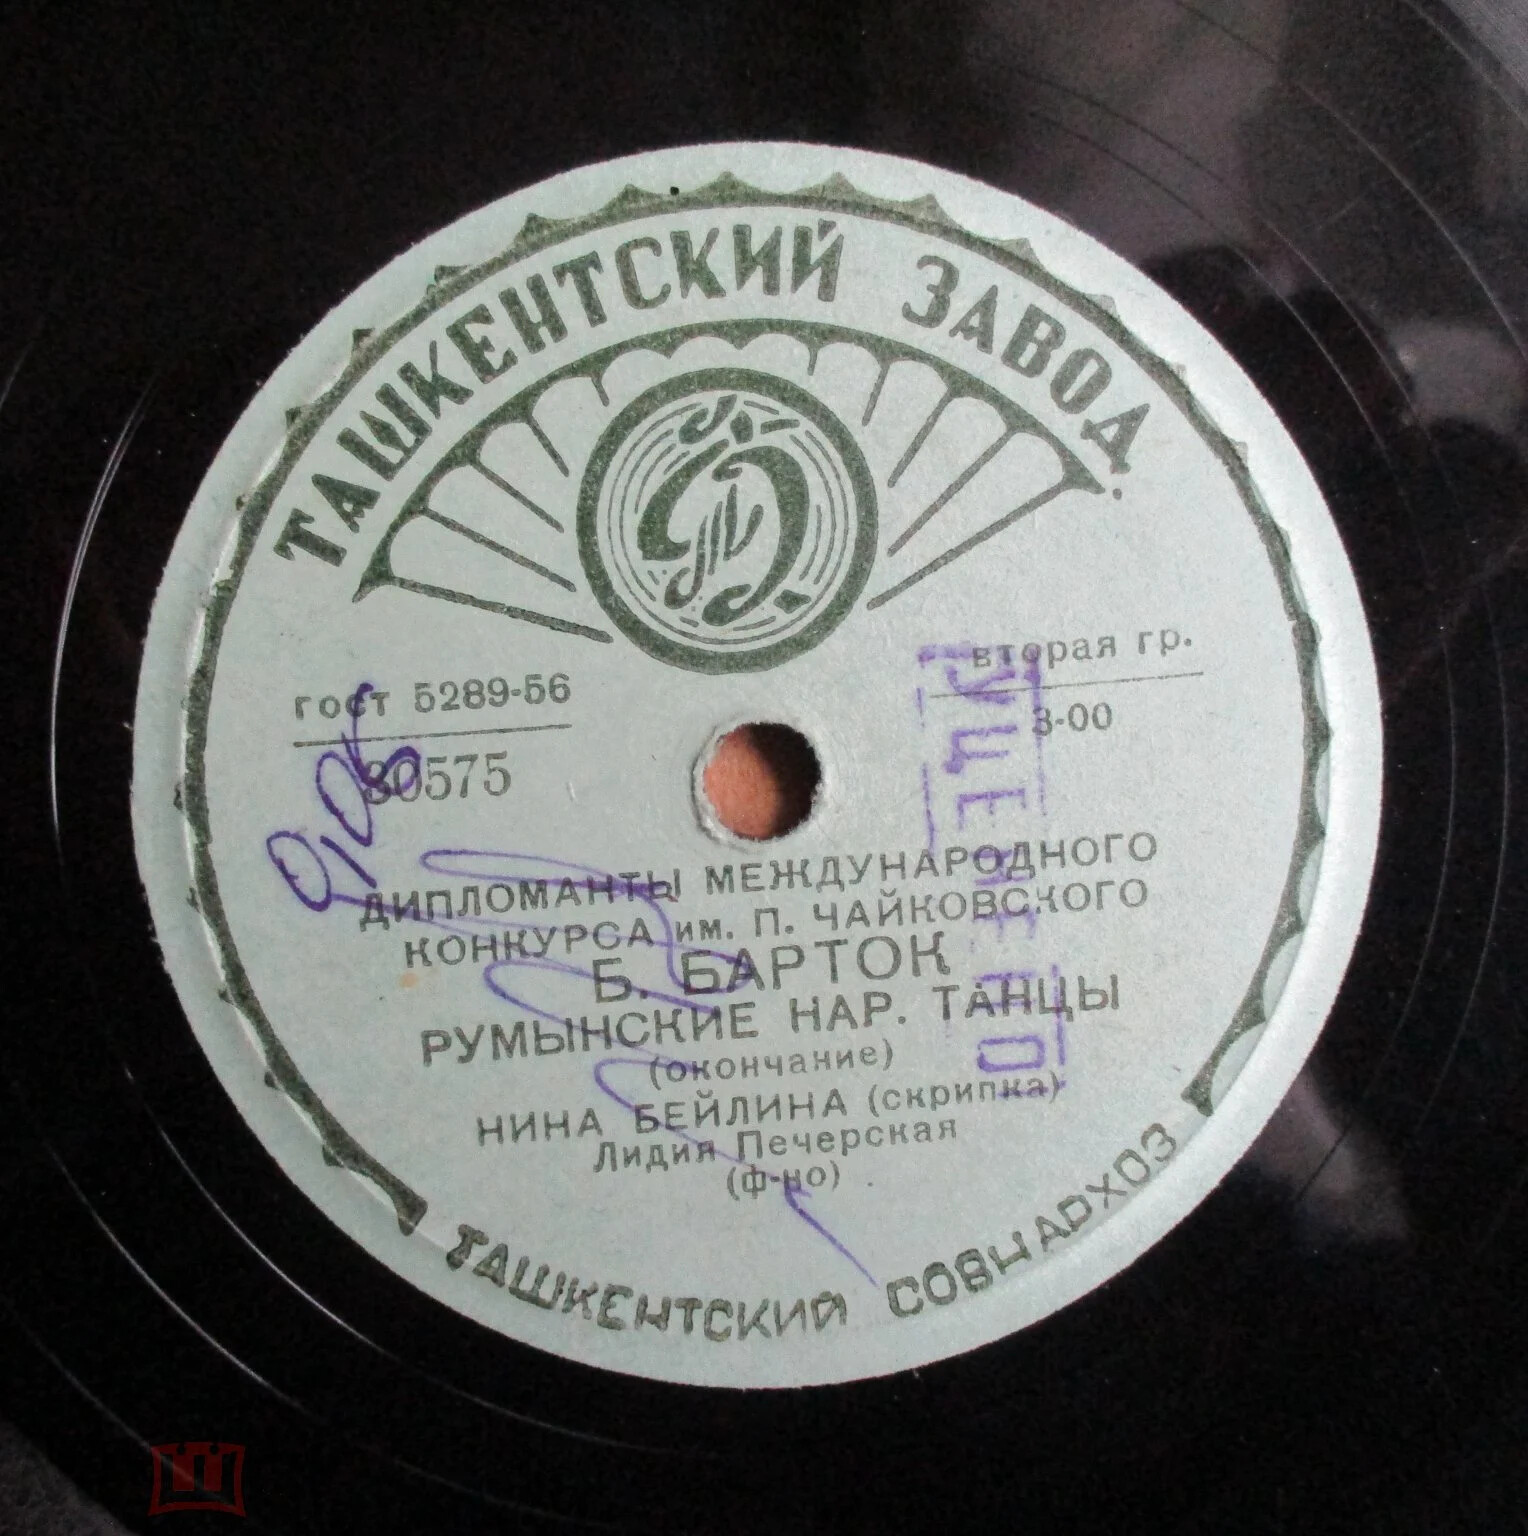 ТАШКЕНТСКИЙ ЗАВОД
гост 5289-56
вторая гр.
30575
3-00
УЦЕНЕНО
ДИПЛОМАНТЫ МЕЖДУНАРОДНОГО
КОНКУРСА им. П. ЧАЙКОВСКОГО
Б. БАРТОК
РУМЫНСКИЕ НАР. ТАНЦЫ
(окончание)
НИНА БЕЙЛИНА (скрипка)
Лидия Печерская
(ф-но)
ТАШКЕНТСКИЙ СОВНАРХОЗ